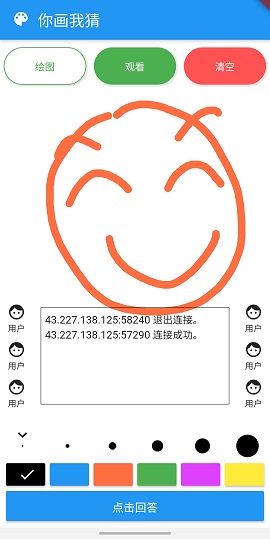 你画我猜
绘图 观看 清空
43.227.138.125:58240 退出连接。
43.227.138.125:57290 连接成功。
用户 用户
用户 用户
用户 用户
点击回答